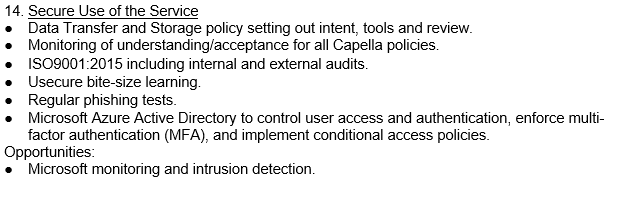 14. Secure Use of the Service
● Data Transfer and Storage policy setting out intent, tools and review.
● Monitoring of understanding/acceptance for all Capella policies.
● ISO9001:2015 including internal and external audits.
● Usecure bite-size learning.
● Regular phishing tests.
● Microsoft Azure Active Directory to control user access and authentication, enforce multi-
factor authentication (MFA), and implement conditional access policies.
Opportunities:
● Microsoft monitoring and intrusion detection.